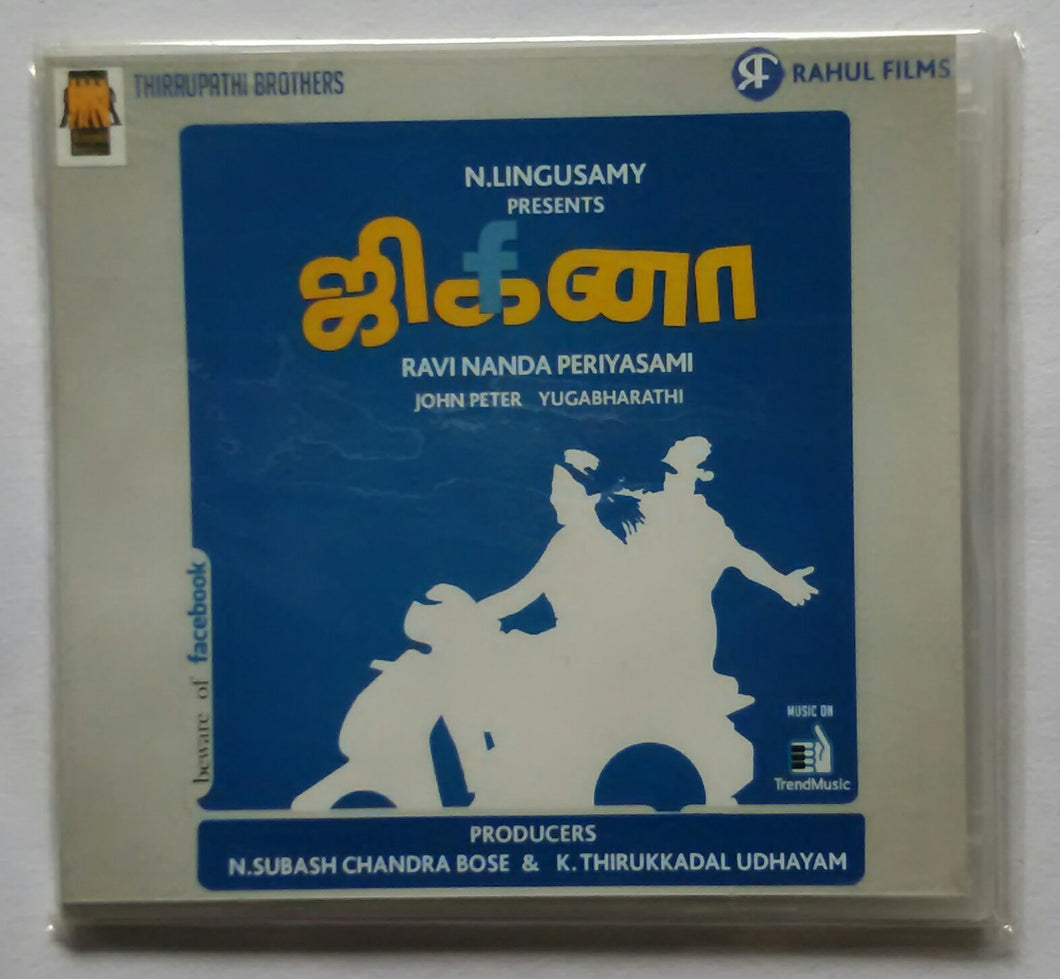 THIRRUPATHI BROTHERS
RF RAHUL FILMS
N.LINGUSAMY
PRESENTS
ஜிகினா
RAVI NANDA PERIYASAMI
JOHN PETER YUGABHARATHI
beware of facebook
MUSIC ON
TrendMusic
PRODUCERS
N.SUBASH CHANDRA BOSE & K. THIRUKKADAL UDHAYAM